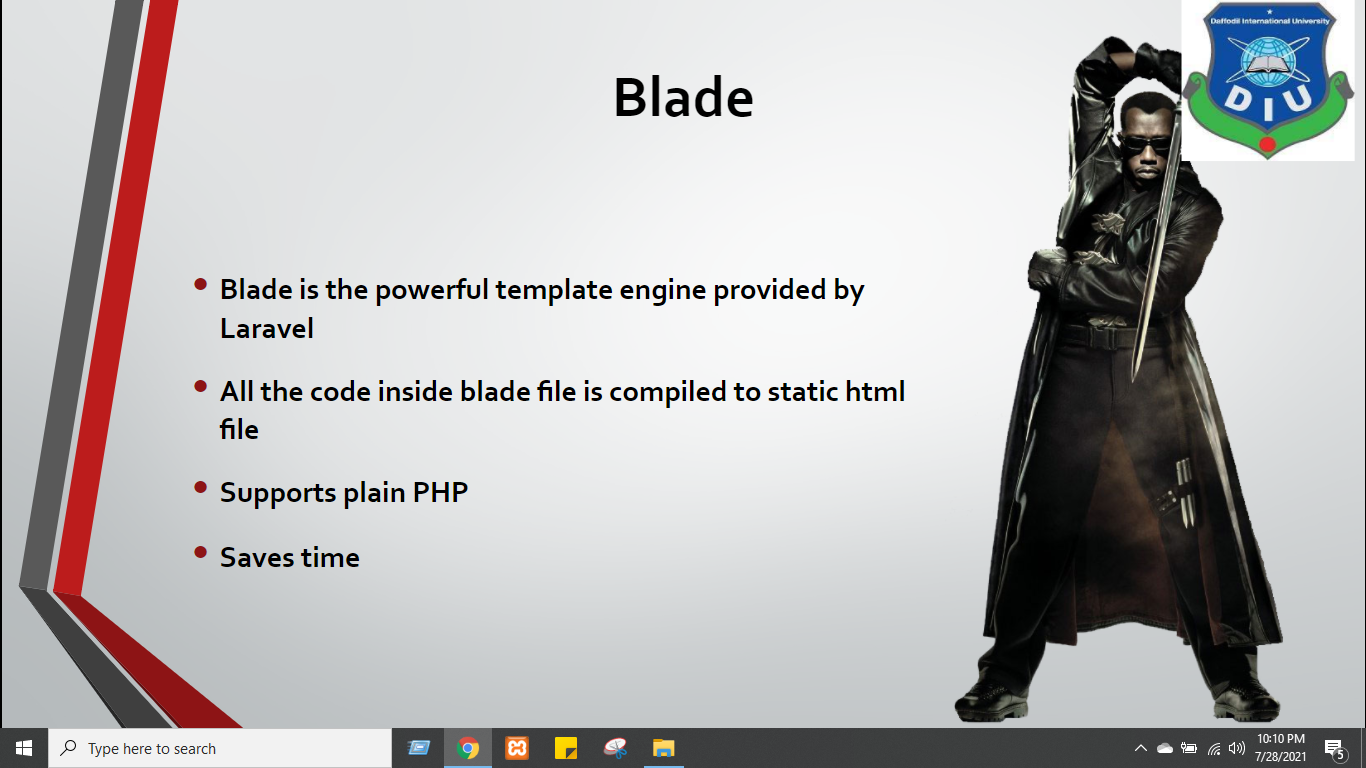 Daffodil International University
DIU
Blade
Blade is the powerful template engine provided by
Laravel
All the code inside blade file is compiled to static html
file
Supports plain PHP
Saves time
Type here to search
10:10 PM
7/28/2021
5